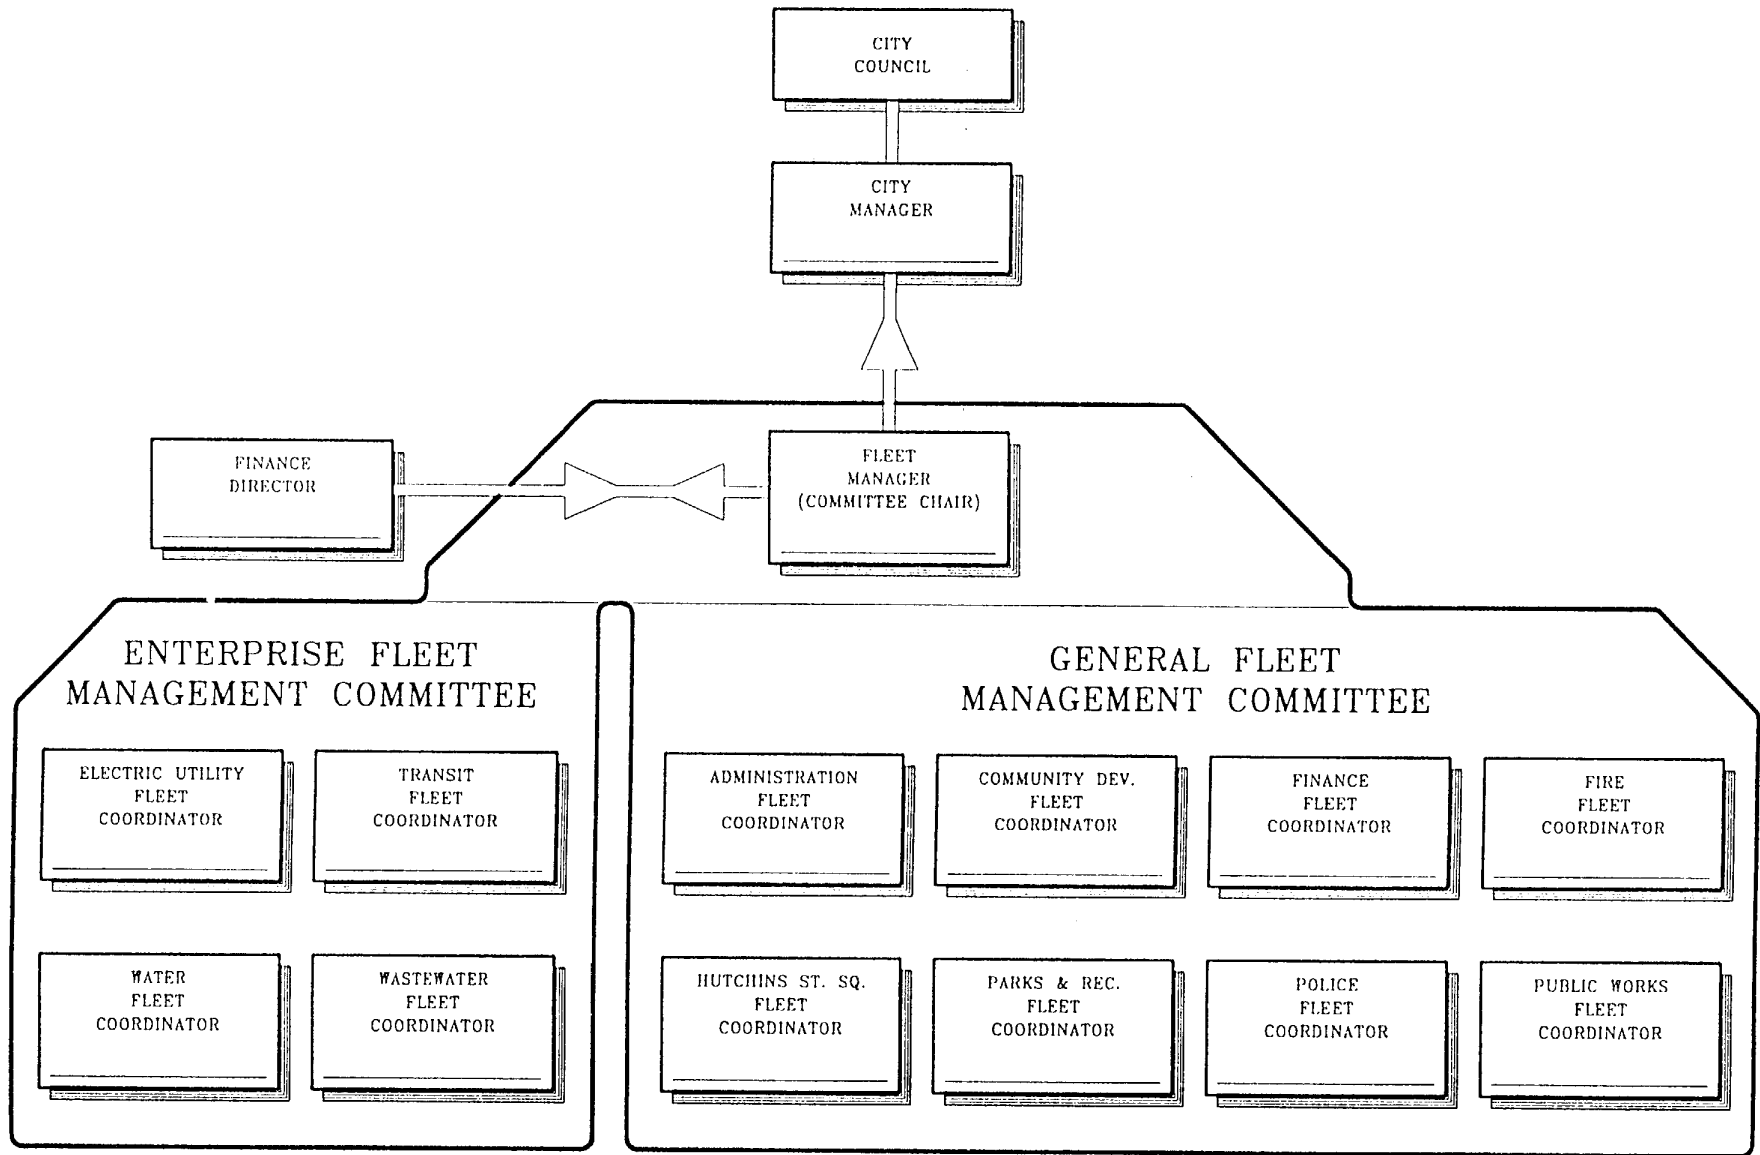 CITY
COUNCIL
CITY
MANAGER
FINANCE
DIRECTOR
FLEET
MANAGER
(COMMITTEE CHAIR)
ENTERPRISE FLEET
MANAGEMENT COMMITTEE
GENERAL FLEET
MANAGEMENT COMMITTEE
ELECTRIC UTILITY
FLEET
COORDINATOR
TRANSIT
FLEET
COORDINATOR
ADMINISTRATION
FLEET
COORDINATOR
COMMUNITY DEV.
FLEET
COORDINATOR
FINANCE
FLEET
COORDINATOR
FIRE
FLEET
COORDINATOR
WATER
FLEET
COORDINATOR
WASTEWATER
FLEET
COORDINATOR
HUTCHINS ST. SQ.
FLEET
COORDINATOR
PARKS & REC.
FLEET
COORDINATOR
POLICE
FLEET
COORDINATOR
PUBLIC WORKS
FLEET
COORDINATOR